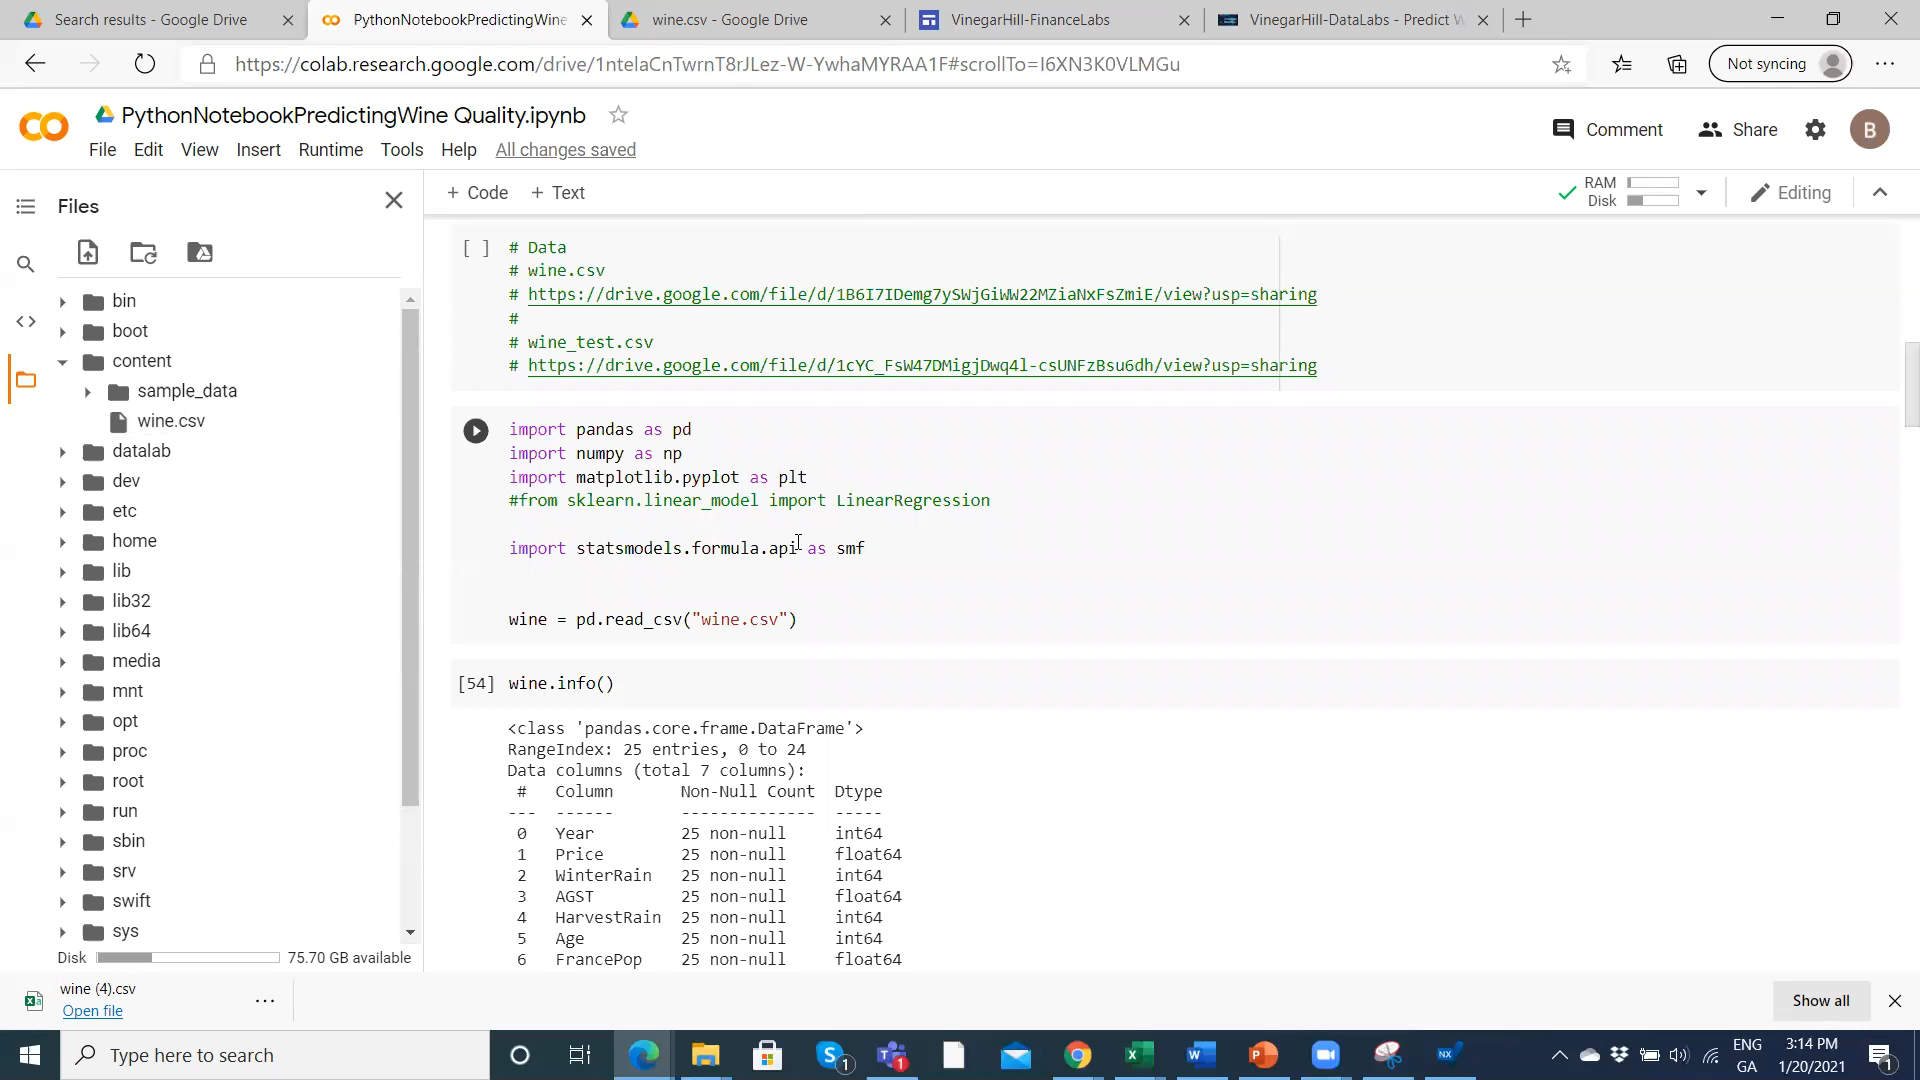 Search results - Google Drive
PythonNotebookPredictingWine
wine.csv - Google Drive
VinegarHill-FinanceLabs
VinegarHill-DataLabs - Predict W
https://colab.research.google.com/drive/1ntelaCnTwrnT8rJLez-W-YwhaMYRAA1F#scrollTo=I6XN3K0VLMGu
Not syncing
PythonNotebookPredictingWine Quality.ipynb
File Edit View Insert Runtime Tools Help All changes saved
Comment
Share
B
Files
+ Code + Text
RAM
Disk
Editing
bin
boot
content
sample_data
wine.csv
datalab
dev
etc
home
lib
lib32
lib64
media
mnt
opt
proc
root
run
sbin
srv
swift
sys
Disk 75.70 GB available
[ ] # Data
# wine.csv
# https://drive.google.com/file/d/1B6I7IDemg7ySWjGiWW22MZiaNxFsZmiE/view?usp=sharing
#
# wine_test.csv
# https://drive.google.com/file/d/1cYC_FsW47DMigjDwq4l-csUNFzBsu6dh/view?usp=sharing
import pandas as pd
import numpy as np
import matplotlib.pyplot as plt
#from sklearn.linear_model import LinearRegression
import statsmodels.formula.api as smf
wine = pd.read_csv("wine.csv")
[54] wine.info()
<class 'pandas.core.frame.DataFrame'>
RangeIndex: 25 entries, 0 to 24
Data columns (total 7 columns):
# Column Non-Null Count Dtype
--- ------ -------------- -----
0 Year 25 non-null int64
1 Price 25 non-null float64
2 WinterRain 25 non-null int64
3 AGST 25 non-null float64
4 HarvestRain 25 non-null int64
5 Age 25 non-null int64
6 FrancePop 25 non-null float64
wine (4).csv
Open file
Show all
Type here to search
ENG
GA
3:14 PM
1/20/2021